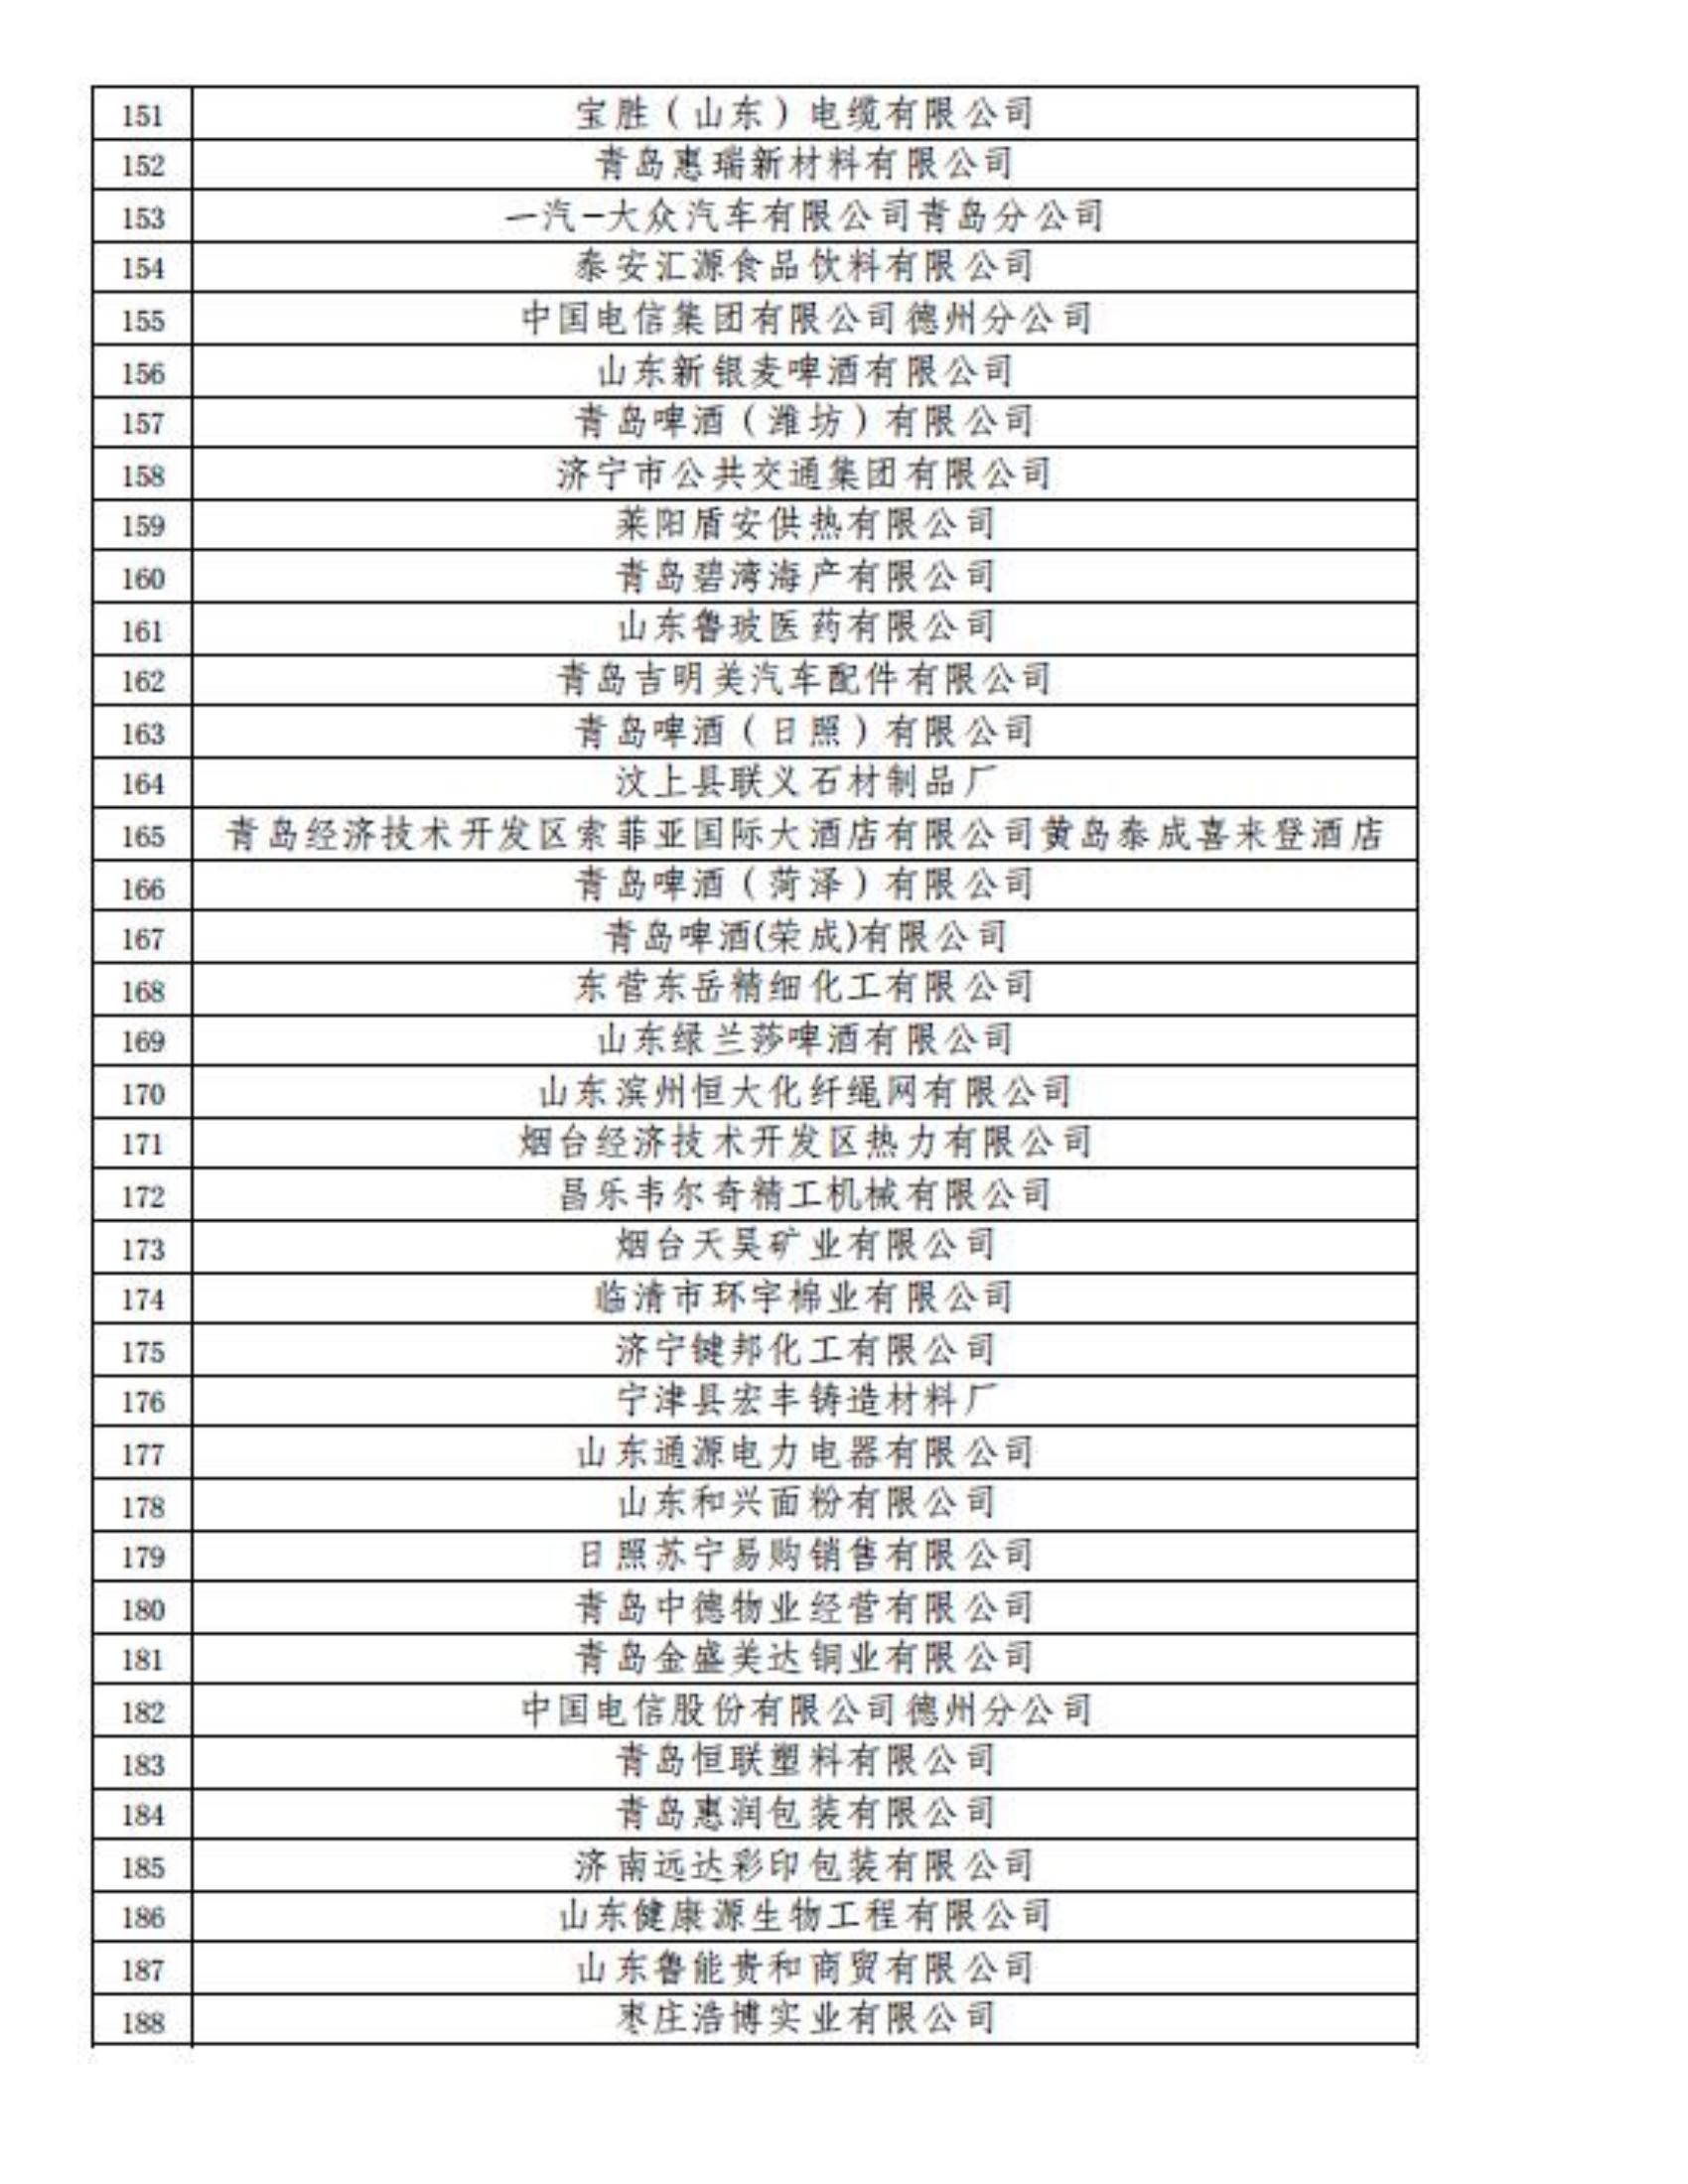 151 宝胜（山东）电缆有限公司
152 青岛惠瑞新材料有限公司
153 一汽-大众汽车有限公司青岛分公司
154 泰安汇源食品饮料有限公司
155 中国电信集团有限公司德州分公司
156 山东新银麦啤酒有限公司
157 青岛啤酒（潍坊）有限公司
158 济宁市公共交通集团有限公司
159 莱阳盾安供热有限公司
160 青岛碧湾海产有限公司
161 山东鲁玻医药有限公司
162 青岛吉明美汽车配件有限公司
163 青岛啤酒（日照）有限公司
164 汶上县联义石材制品厂
165 青岛经济技术开发区索菲亚国际大酒店有限公司黄岛泰成喜来登酒店
166 青岛啤酒（菏泽）有限公司
167 青岛啤酒(荣成)有限公司
168 东营东岳精细化工有限公司
169 山东绿兰莎啤酒有限公司
170 山东滨州恒大化纤绳网有限公司
171 烟台经济技术开发区热力有限公司
172 昌乐韦尔奇精工机械有限公司
173 烟台天昊矿业有限公司
174 临清市环宇棉业有限公司
175 济宁键邦化工有限公司
176 宁津县宏丰铸造材料厂
177 山东通源电力电器有限公司
178 山东和兴面粉有限公司
179 日照苏宁易购销售有限公司
180 青岛中德物业经营有限公司
181 青岛金盛美达铜业有限公司
182 中国电信股份有限公司德州分公司
183 青岛恒联塑料有限公司
184 青岛惠润包装有限公司
185 济南远达彩印包装有限公司
186 山东健康源生物工程有限公司
187 山东鲁能贵和商贸有限公司
188 枣庄浩博实业有限公司